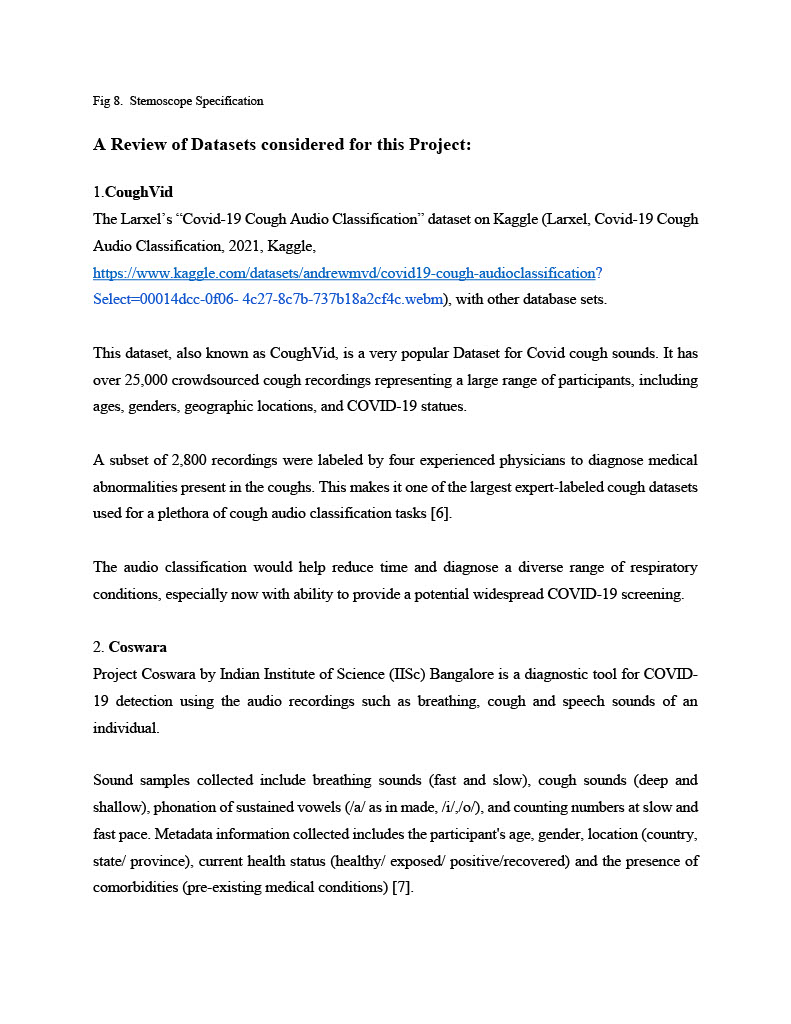 Fig 8. Stemoscope Specification
A Review of Datasets considered for this Project:
1.CoughVid
The Larxel's “Covid-19 Cough Audio Classification” dataset on Kaggle (Larxel, Covid-19 Cough
Audio Classification, 2021, Kaggle,
https://www.kaggle.com/datasets/andrewmvd/covid19-cough-audioclassification?
Select=00014dcc-0f06- 4c27-8c7b-737b18a2cf4c.webm), with other database sets.
This dataset, also known as CoughVid, is a very popular Dataset for Covid cough sounds. It has
over 25,000 crowdsourced cough recordings representing a large range of participants, including
ages, genders, geographic locations, and COVID-19 statues.
A subset of 2,800 recordings were labeled by four experienced physicians to diagnose medical
abnormalities present in the coughs. This makes it one of the largest expert-labeled cough datasets
used for a plethora of cough audio classification tasks [6].
The audio classification would help reduce time and diagnose a diverse range of respiratory
conditions, especially now with ability to provide a potential widespread COVID-19 screening.
2. Coswara
Project Coswara by Indian Institute of Science (IISc) Bangalore is a diagnostic tool for COVID-
19 detection using the audio recordings such as breathing, cough and speech sounds of an
individual.
Sound samples collected include breathing sounds (fast and slow), cough sounds (deep and
shallow), phonation of sustained vowels (/a/ as in made, /i/,/o/), and counting numbers at slow and
fast pace. Metadata information collected includes the participant's age, gender, location (country,
state/ province), current health status (healthy/ exposed/ positive/recovered) and the presence of
comorbidities (pre-existing medical conditions) [7].